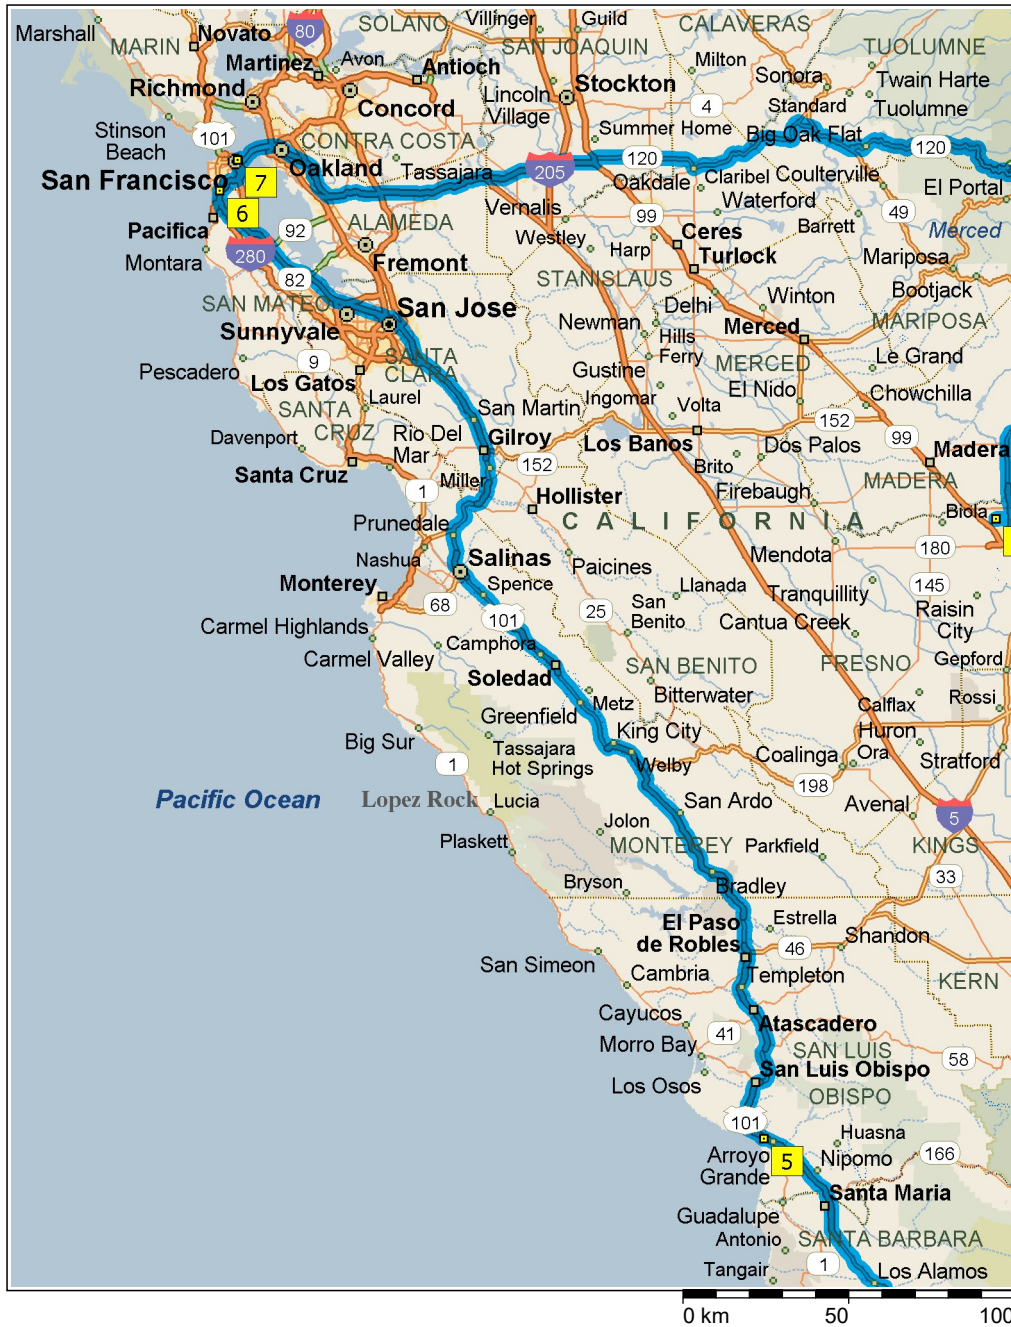 Marshall
MARIN
Novato
80
SOLANO
Villinger
Guild
CALAVERAS
SAN JOAQUIN
TUOLUMNE
Martinez
Avon
Antioch
Milton
Sonora
Twain Harte
Richmond
Concord
Lincoln
Village
Stockton
4
Standard
Tuolumne
Stinson
Beach
101
CONTRA COSTA
Summer Home
Big Oak Flat
120
120
San Francisco
7
Oakland
Tassajara
205
Oakdale
Claribel
Coulterville
El Portal
6
Vernalis
99
Waterford
49
Pacifica
92
ALAMEDA
Westley
Harp
Ceres
Barrett
Merced
Montara
280
Fremont
Turlock
Mariposa
82
STANISLAUS
Bootjack
SAN MATEO
San Jose
Delhi
Winton
Sunnyvale
Newman
Merced
MARIPOSA
9
SANTA
CLARA
Hills
Ferry
MERCED
Le Grand
Pescadero
Los Gatos
Gustine
El Nido
Chowchilla
Laurel
Ingomar
Volta
SANTA
CRUZ
San Martin
152
Davenport
Rio Del
Mar
Gilroy
Los Banos
Dos Palos
99
Madera
Santa Cruz
152
Brito
MADERA
1
Miller
Hollister
Firebaugh
Biola
Prunedale
CALIFORNIA
Mendota
180
Nashua
Salinas
Paicines
Monterey
Spence
Llanada
Tranquillity
145
68
101
25
San
Benito
Cantua Creek
Raisin
City
Carmel Highlands
Camphora
Carmel Valley
Soledad
SAN BENITO
FRESNO
Gepford
Metz
Bitterwater
Calflax
Rossi
Greenfield
King City
Huron
Big Sur
Tassajara
Hot Springs
Coalinga
Ora
Stratford
1
Welby
198
Pacific Ocean
Lopez Rock
Lucia
San Ardo
Avenal
5
Jolon
Plaskett
MONTEREY
Parkfield
KINGS
Bryson
Bradley
33
El Paso
de Robles
Estrella
Shandon
46
San Simeon
Cambria
Templeton
KERN
Cayucos
Atascadero
41
Morro Bay
SAN LUIS
OBISPO
58
Los Osos
San Luis Obispo
101
Huasna
Arroyo
Grande
5
Nipomo
166
Santa Maria
Guadalupe
Antonio
SANTA BARBARA
Tangair
1
Los Alamos
0 km
50
100